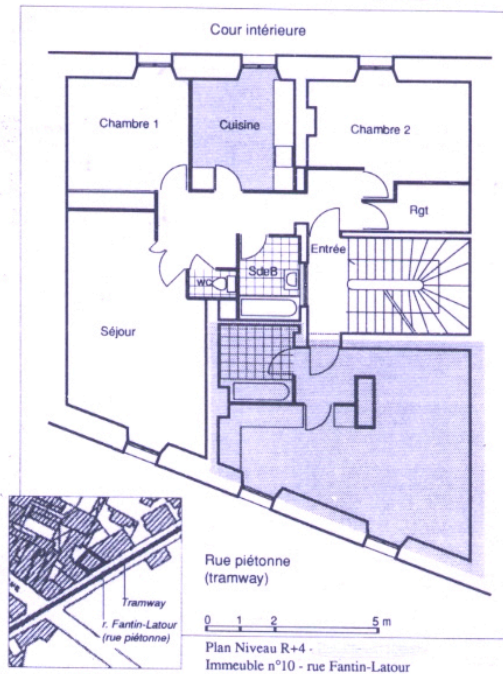 Cour intérieure
Chambre 1
Cuisine
Chambre 2
Rgt
Entrée
SdeB
wc
Séjour
Rue piétonne
(tramway)
Tramway
r. Fantin-Latour
(rue piétonne)
0 1 2 5 m
Plan Niveau R+4 -
Immeuble n°10 - rue Fantin-Latour